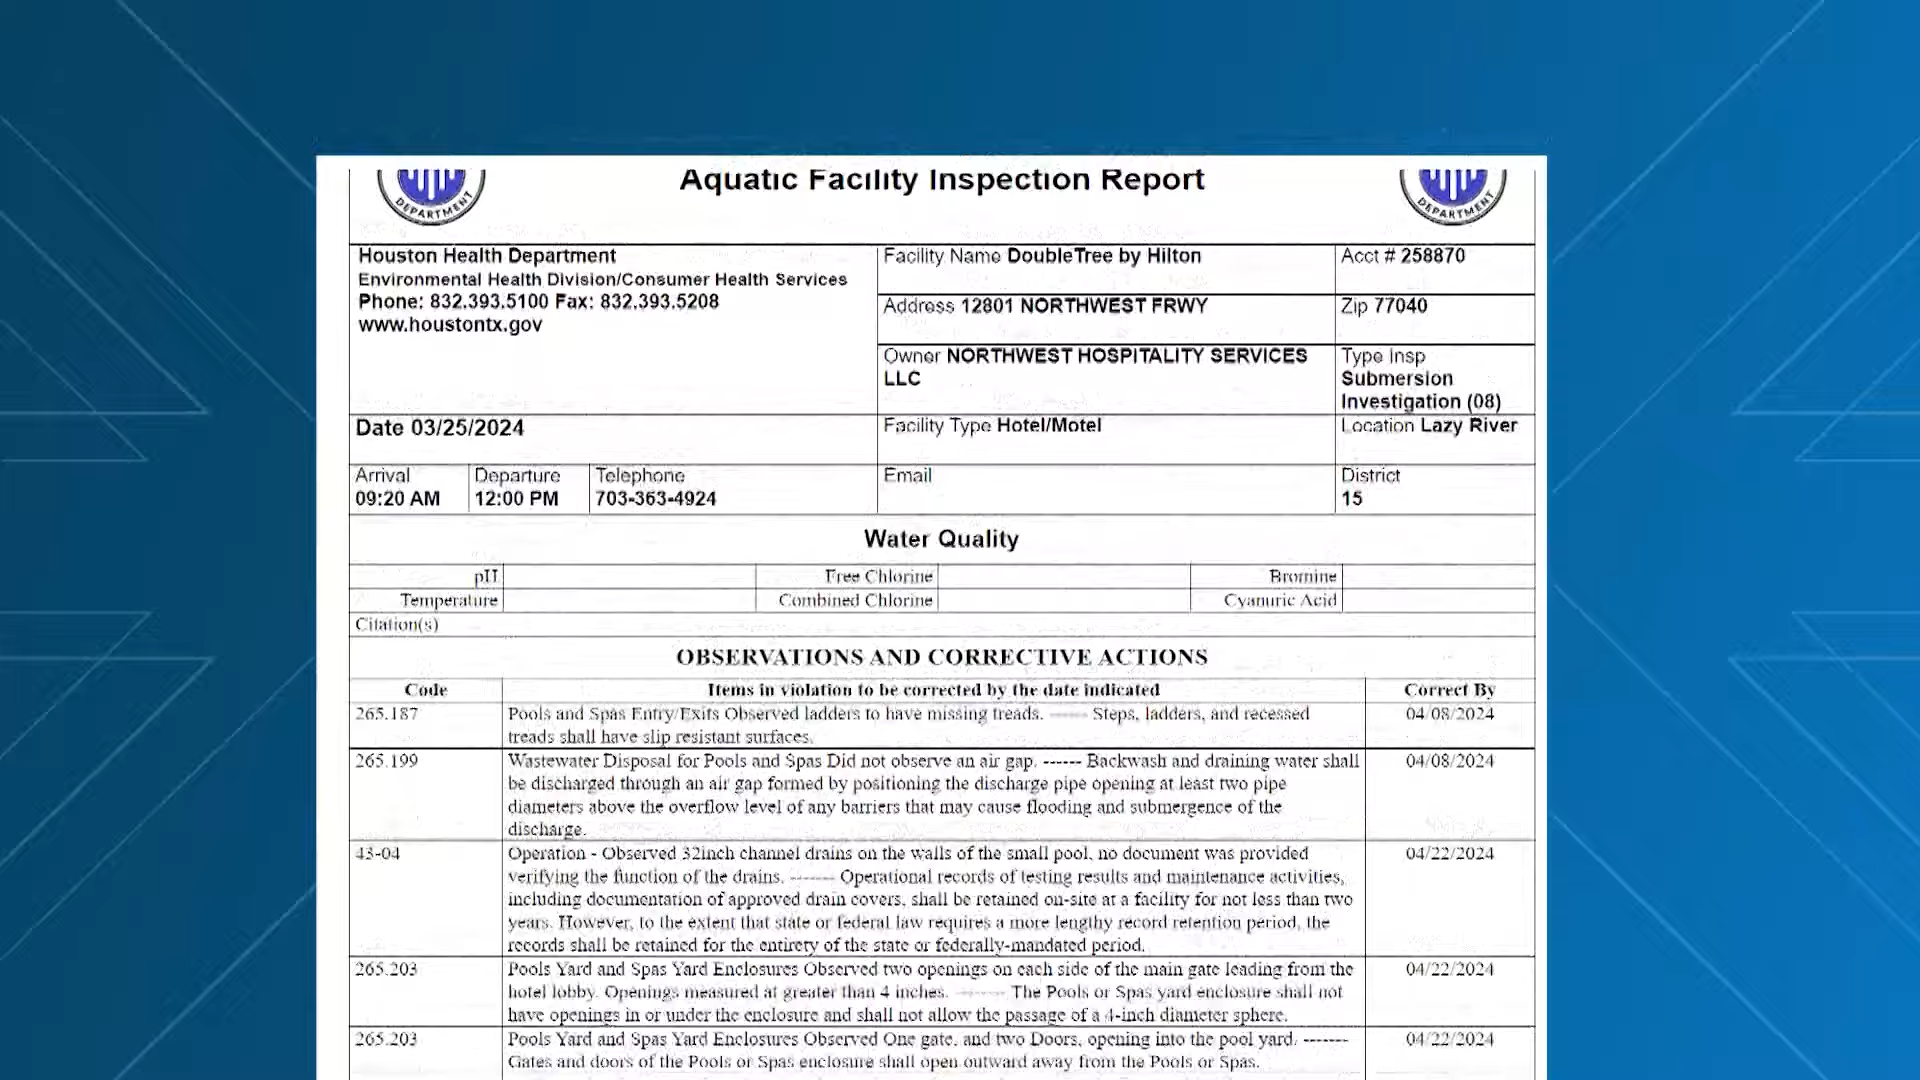 DEPARTMENT
Aquatic Facility Inspection Report
DEPARTMENT
Houston Health Department
Environmental Health Division/Consumer Health Services
Phone: 832.393.5100 Fax: 832.393.5208
www.houstontx.gov
Facility Name DoubleTree by Hilton
Acct # 258870
Address 12801 NORTHWEST FRWY
Zip 77040
Owner NORTHWEST HOSPITALITY SERVICES
LLC
Type Insp
Submersion
Investigation (08)
Date 03/25/2024
Facility Type Hotel/Motel
Location Lazy River
Arrival
09:20 AM
Departure
12:00 PM
Telephone
703-363-4924
Email
District
15
Water Quality
pH
Free Chlorine
Bromine
Temperature
Combined Chlorine
Cyanuric Acid
Citation(s)
OBSERVATIONS AND CORRECTIVE ACTIONS
Code
Items in violation to be corrected by the date indicated
Correct By
265.187
Pools and Spas Entry/Exits Observed ladders to have missing treads. ------ Steps, ladders, and recessed
treads shall have slip resistant surfaces.
04/08/2024
265.199
Wastewater Disposal for Pools and Spas Did not observe an air gap. ------ Backwash and draining water shall
be discharged through an air gap formed by positioning the discharge pipe opening at least two pipe
diameters above the overflow level of any barriers that may cause flooding and submergence of the
discharge.
04/08/2024
43-04
Operation - Observed 32inch channel drains on the walls of the small pool, no document was provided
verifying the function of the drains. ------- Operational records of testing results and maintenance activities,
including documentation of approved drain covers, shall be retained on-site at a facility for not less than two
years. However, to the extent that state or federal law requires a more lengthy record retention period, the
records shall be retained for the entirety of the state or federally-mandated period.
04/22/2024
265.203
Pools Yard and Spas Yard Enclosures Observed two openings on each side of the main gate leading from the
hotel lobby. Openings measured at greater than 4 inches. ------- The Pools or Spas yard enclosure shall not
have openings in or under the enclosure and shall not allow the passage of a 4-inch diameter sphere.
04/22/2024
265.203
Pools Yard and Spas Yard Enclosures Observed One gate, and two Doors, opening into the pool yard. -------
Gates and doors of the Pools or Spas enclosure shall open outward away from the Pools or Spas.
04/22/2024